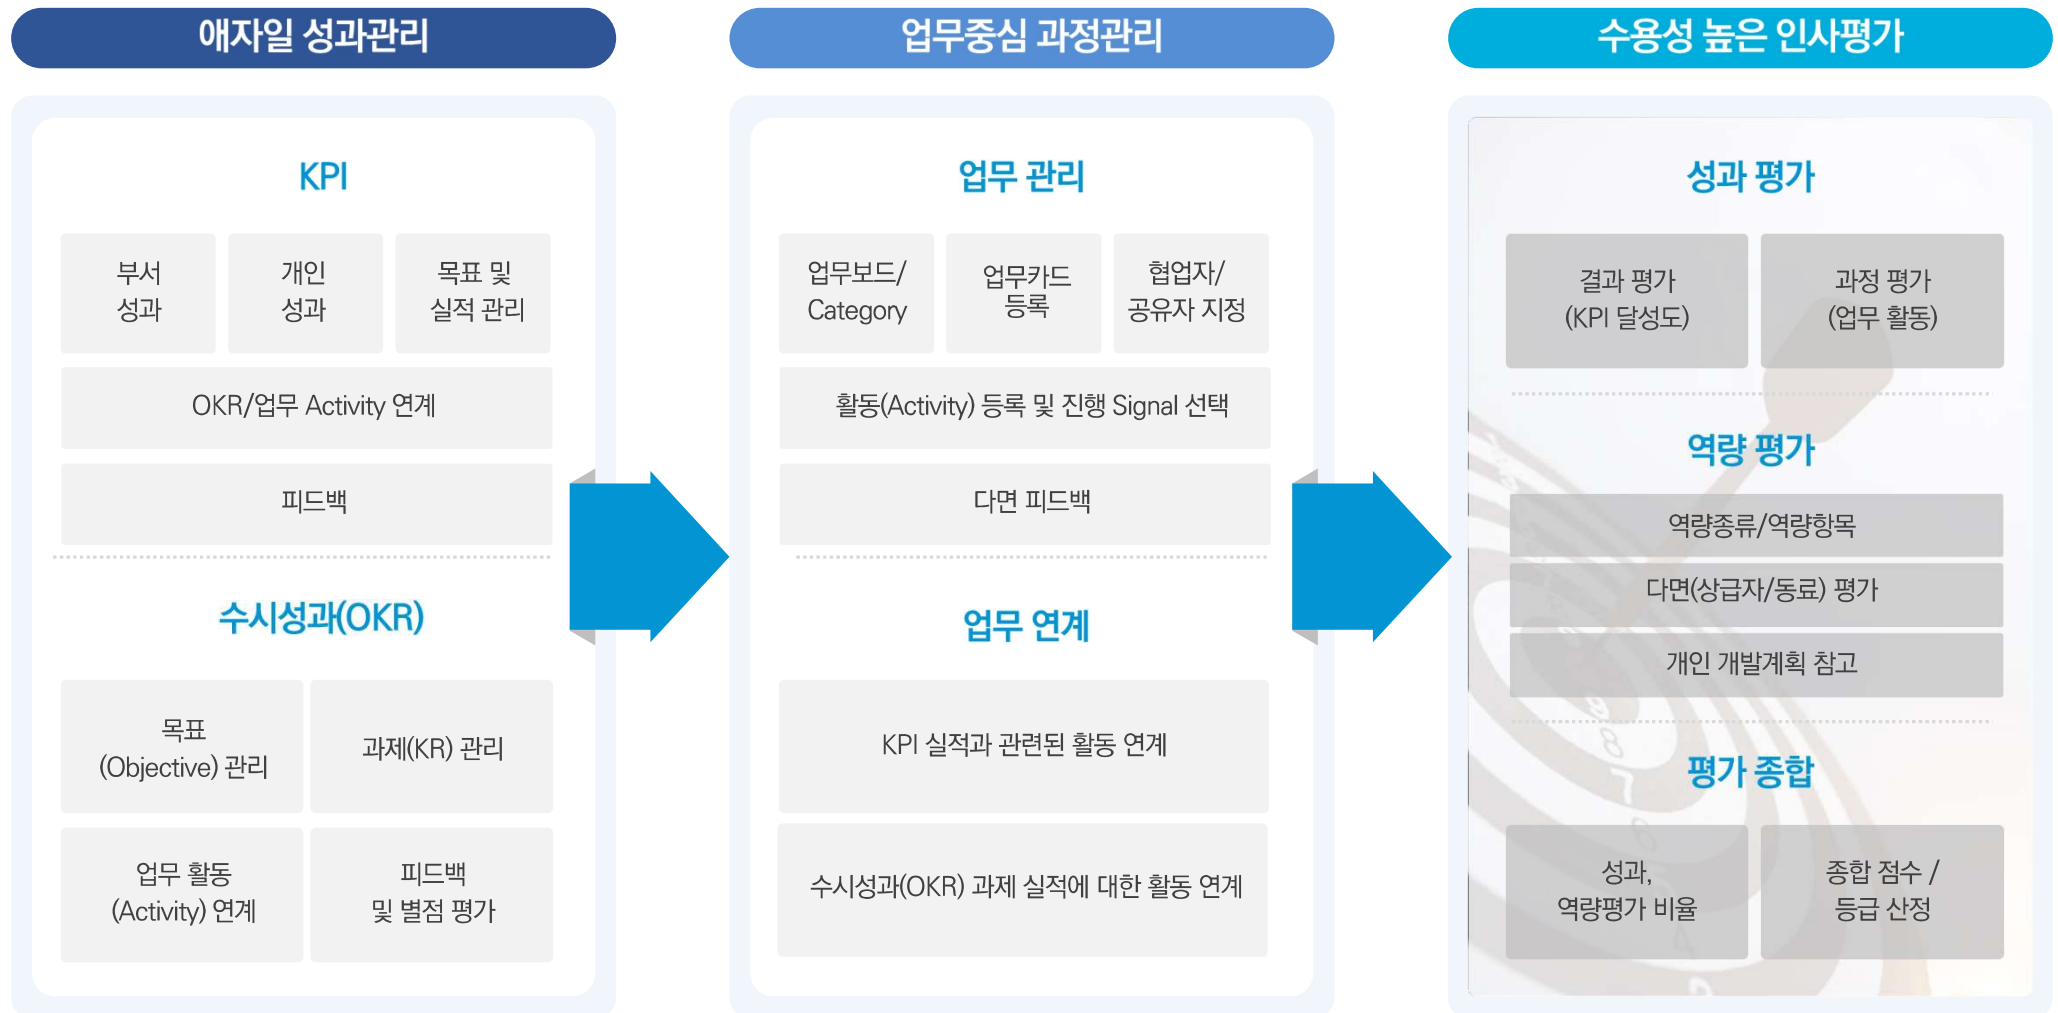 애자일 성과관리
KPI
부서
성과
개인
성과
목표 및
실적 관리
OKR/업무 Activity 연계
피드백
수시성과(OKR)
목표
(Objective) 관리
과제(KR) 관리
업무 활동
(Activity) 연계
피드백
및 별점 평가
업무중심 과정관리
업무 관리
업무보드/
Category
업무카드
등록
협업자/
공유자 지정
활동(Activity) 등록 및 진행 Signal 선택
다면 피드백
업무 연계
KPI 실적과 관련된 활동 연계
수시성과(OKR) 과제 실적에 대한 활동 연계
수용성 높은 인사평가
성과 평가
결과 평가
(KPI 달성도)
과정 평가
(업무 활동)
역량 평가
역량종류/역량항목
다면(상급자/동료) 평가
개인 개발계획 참고
평가 종합
성과,
역량평가 비율
종합 점수 /
등급 산정